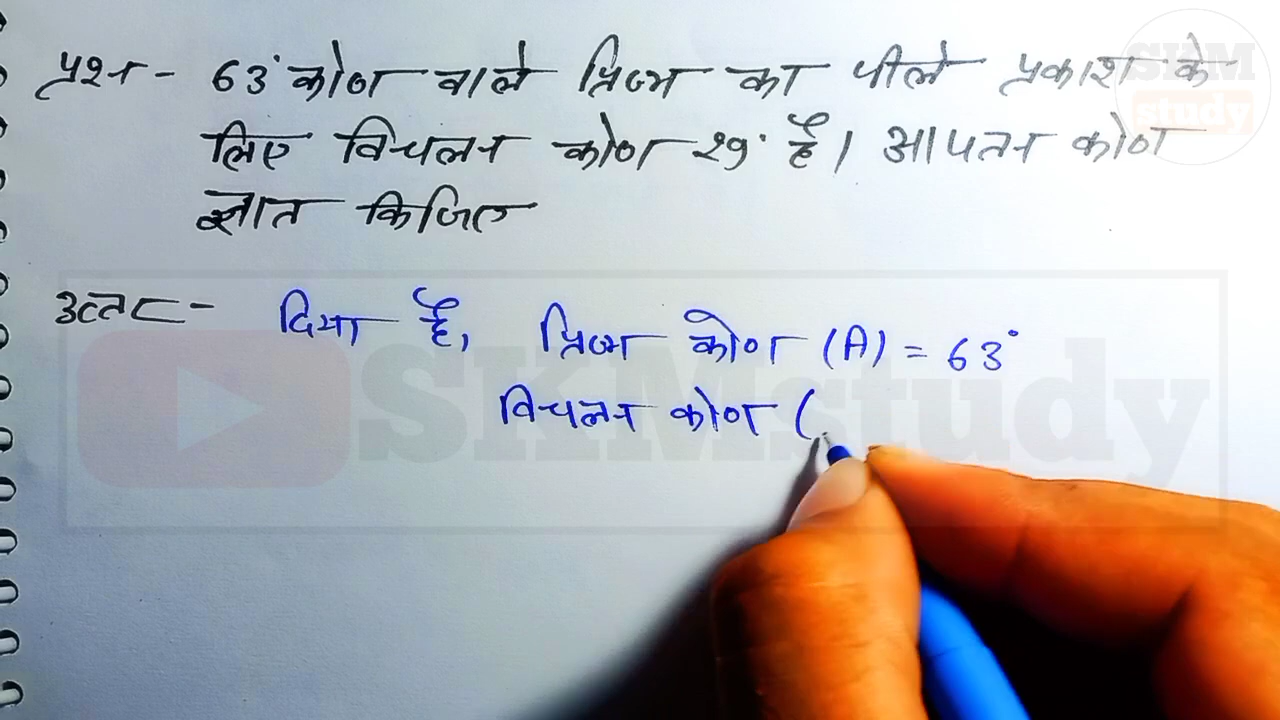 प्रश्न - 63° कोण वाले प्रिज्म का पीले प्रकाश के
लिए विचलन कोण 29° है। आपतन कोण
ज्ञात किजिए
उत्तर - दिया है, प्रिज्म कोण (A) = 63°
विचलन कोण (
SKM
study
SKMstudy